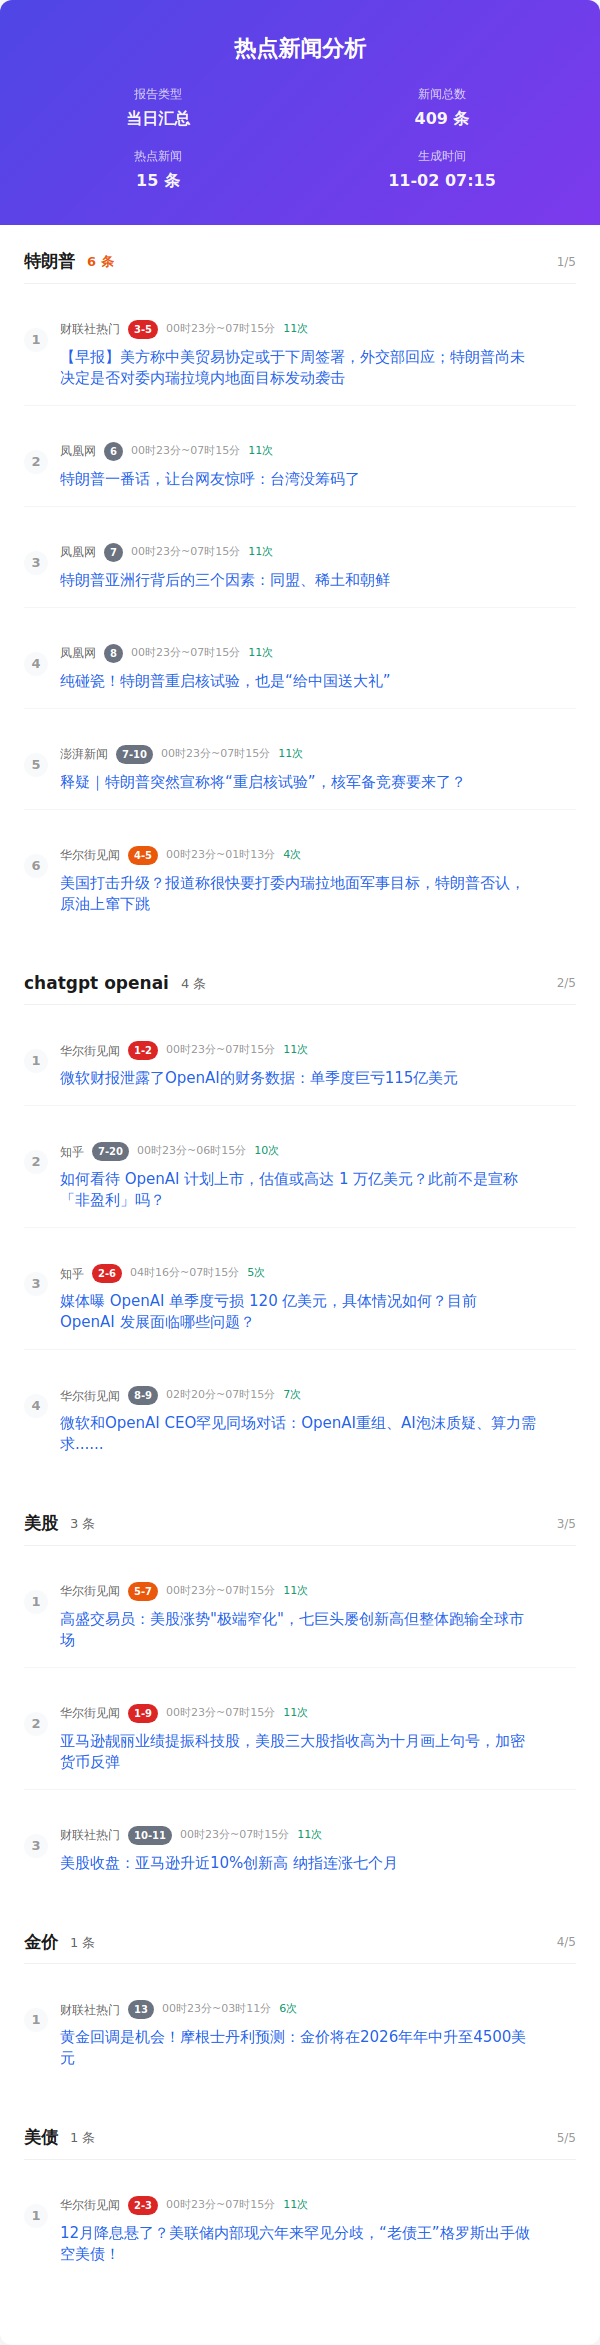 热点新闻分析
报告类型
当日汇总
新闻总数
409 条
热点新闻
15 条
生成时间
11-02 07:15
特朗普 6 条 1/5
1
财联社热门 3-5 00时23分~07时15分 11次
【早报】美方称中美贸易协定或于下周签署，外交部回应；特朗普尚未
决定是否对委内瑞拉境内地面目标发动袭击
2
凤凰网 6 00时23分~07时15分 11次
特朗普一番话，让台网友惊呼：台湾没筹码了
3
凤凰网 7 00时23分~07时15分 11次
特朗普亚洲行背后的三个因素：同盟、稀土和朝鲜
4
凤凰网 8 00时23分~07时15分 11次
纯碰瓷！特朗普重启核试验，也是“给中国送大礼”
5
澎湃新闻 7-10 00时23分~07时15分 11次
释疑｜特朗普突然宣称将“重启核试验”，核军备竞赛要来了？
6
华尔街见闻 4-5 00时23分~01时13分 4次
美国打击升级？报道称很快要打委内瑞拉地面军事目标，特朗普否认，
原油上窜下跳
chatgpt openai 4 条 2/5
1
华尔街见闻 1-2 00时23分~07时15分 11次
微软财报泄露了OpenAI的财务数据：单季度巨亏115亿美元
2
知乎 7-20 00时23分~06时15分 10次
如何看待 OpenAI 计划上市，估值或高达 1 万亿美元？此前不是宣称
「非盈利」吗？
3
知乎 2-6 04时16分~07时15分 5次
媒体曝 OpenAI 单季度亏损 120 亿美元，具体情况如何？目前
OpenAI 发展面临哪些问题？
4
华尔街见闻 8-9 02时20分~07时15分 7次
微软和OpenAI CEO罕见同场对话：OpenAI重组、AI泡沫质疑、算力需
求……
美股 3 条 3/5
1
华尔街见闻 5-7 00时23分~07时15分 11次
高盛交易员：美股涨势"极端窄化"，七巨头屡创新高但整体跑输全球市
场
2
华尔街见闻 1-9 00时23分~07时15分 11次
亚马逊靓丽业绩提振科技股，美股三大股指收高为十月画上句号，加密
货币反弹
3
财联社热门 10-11 00时23分~07时15分 11次
美股收盘：亚马逊升近10%创新高 纳指连涨七个月
金价 1 条 4/5
1
财联社热门 13 00时23分~03时11分 6次
黄金回调是机会！摩根士丹利预测：金价将在2026年年中升至4500美
元
美债 1 条 5/5
1
华尔街见闻 2-3 00时23分~07时15分 11次
12月降息悬了？美联储内部现六年来罕见分歧，“老债王”格罗斯出手做
空美债！